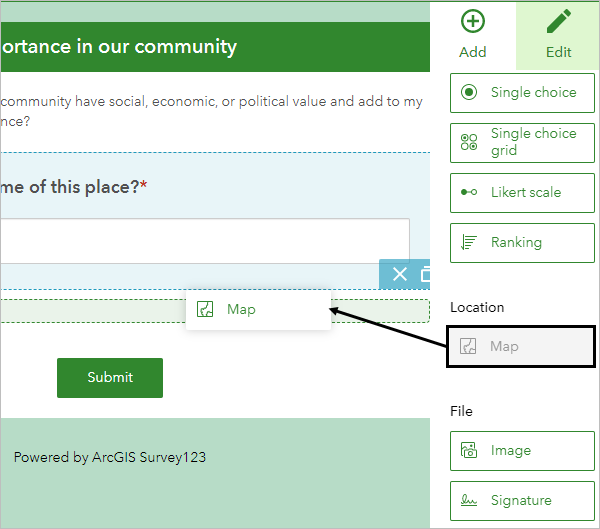 ortance in our community
community have social, economic, or political value and add to my
nce?
me of this place?*
Map
Submit
Powered by ArcGIS Survey123
Add
Edit
Single choice
Single choice
grid
Likert scale
Ranking
Location
Map
File
Image
Signature